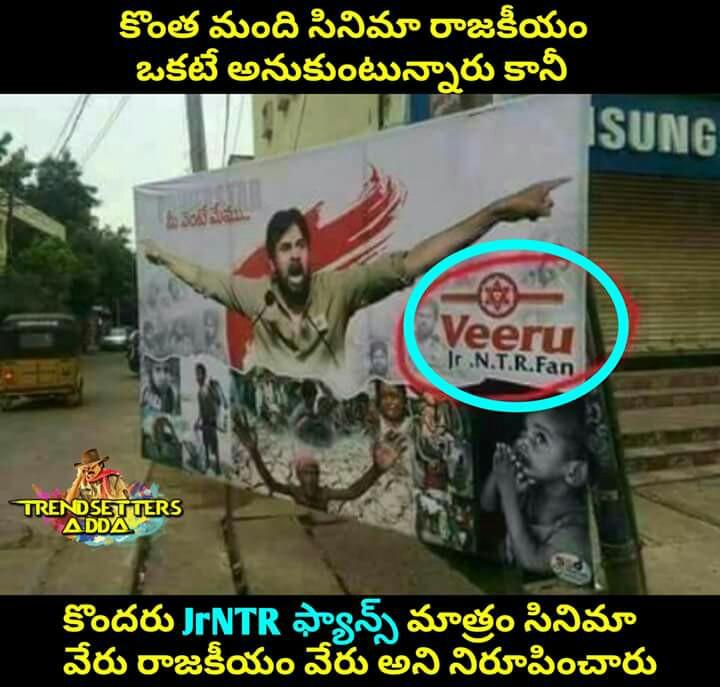 కొంత మంది సినిమా రాజకీయం
ఒకటే అనుకుంటున్నారు కానీ
SUNG
మీ వెంటే మేము..
Veeru
Jr .N.T.R.Fan
TRENDSETTERS
ADDA
కొందరు JrNTR ఫ్యాన్స్ మాత్రం సినిమా
వేరు రాజకీయం వేరు అని నిరూపించారు